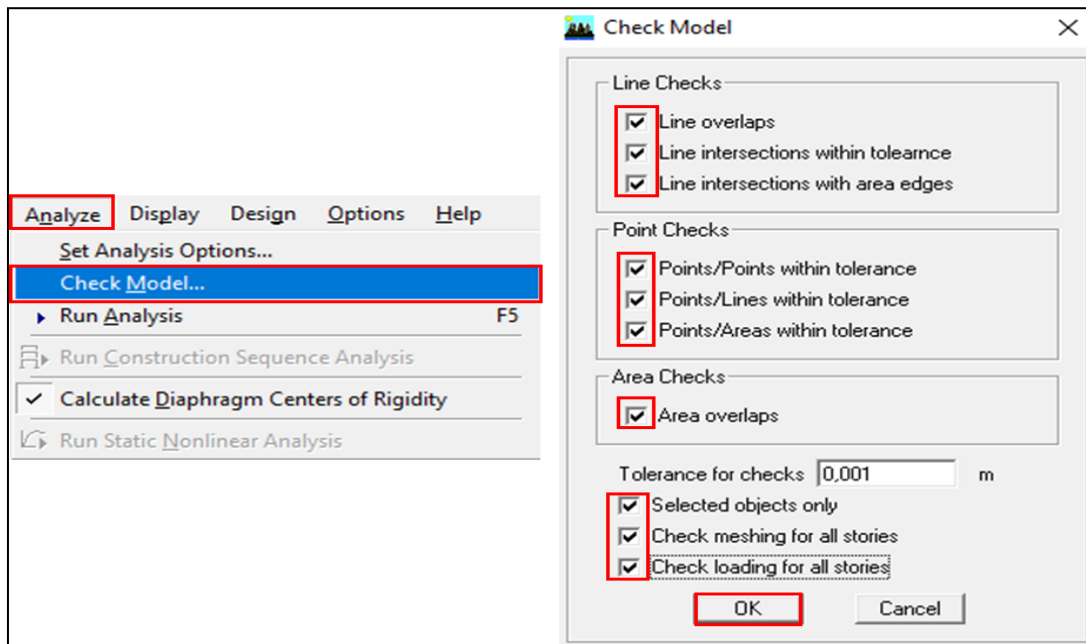 Analyze Display Design Options Help
Set Analysis Options...
Check Model...
Run Analysis F5
Run Construction Sequence Analysis
Calculate Diaphragm Centers of Rigidity
Run Static Nonlinear Analysis
Check Model
Line Checks
Line overlaps
Line intersections within tolearnce
Line intersections with area edges
Point Checks
Points/Points within tolerance
Points/Lines within tolerance
Points/Areas within tolerance
Area Checks
Area overlaps
Tolerance for checks 0,001 m
Selected objects only
Check meshing for all stories
Check loading for all stories
OK Cancel